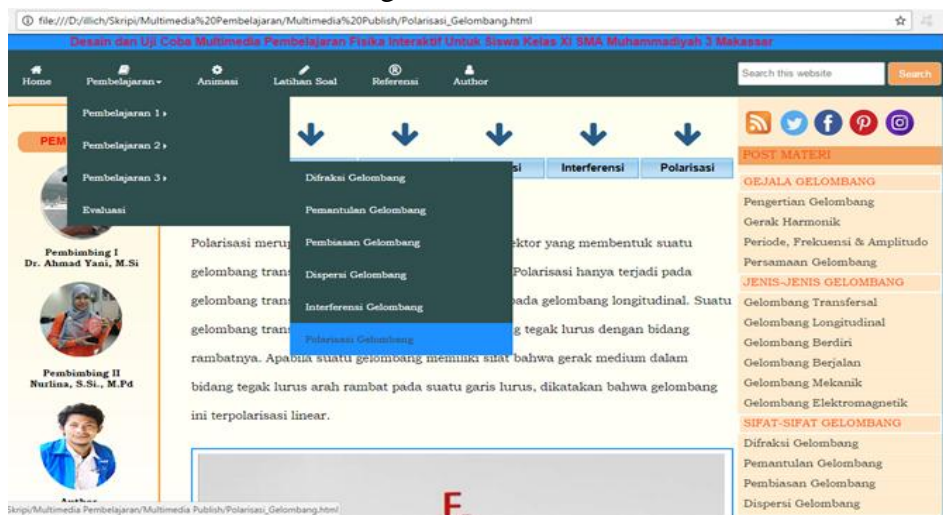 file:///D:/illich/Skripi/Multimedia%20Pembelajaran/Multimedia%20Publish/Polarisasi_Gelombang.html
Desain dan Uji Coba Multimedia Pembelajaran Fisika Interaktif Untuk Siswa Kelas XI SMA Muhammadiyah 3 Makassar
Home
Pembelajaran
Animasi
Latihan Soal
Referensi
Author
Search this website
Search
Pembelajaran 1
Pembelajaran 2
Pembelajaran 3
Evaluasi
Difraksi Gelombang
Pemantulan Gelombang
Pembiasan Gelombang
Dispersi Gelombang
Interferensi Gelombang
Polarisasi Gelombang
PEM
Pembimbing I
Dr. Ahmad Yani, M.Si
Pembimbing II
Nurlina, S.Si., M.Pd
Author
si
Interferensi
Polarisasi
Polarisasi meru ektor yang membentuk suatu
gelombang trans Polarisasi hanya terjadi pada
gelombang trans ada gelombang longitudinal. Suatu
gelombang trans g tegak lurus dengan bidang
rambatnya. Apabila suatu gelombang memiliki sifat bahwa gerak medium dalam
bidang tegak lurus arah rambat pada suatu garis lurus, dikatakan bahwa gelombang
ini terpolarisasi linear.
E
POST MATERI
GEJALA GELOMBANG
Pengertian Gelombang
Gerak Harmonik
Periode, Frekuensi & Amplitudo
Persamaan Gelombang
JENIS-JENIS GELOMBANG
Gelombang Transfersal
Gelombang Longitudinal
Gelombang Berdiri
Gelombang Berjalan
Gelombang Mekanik
Gelombang Elektromagnetik
SIFAT-SIFAT GELOMBANG
Difraksi Gelombang
Pemantulan Gelombang
Pembiasan Gelombang
Dispersi Gelombang
Skripi/Multimedia Pembelajaran/Multimedia Publish/Polarisasi_Gelombang.html